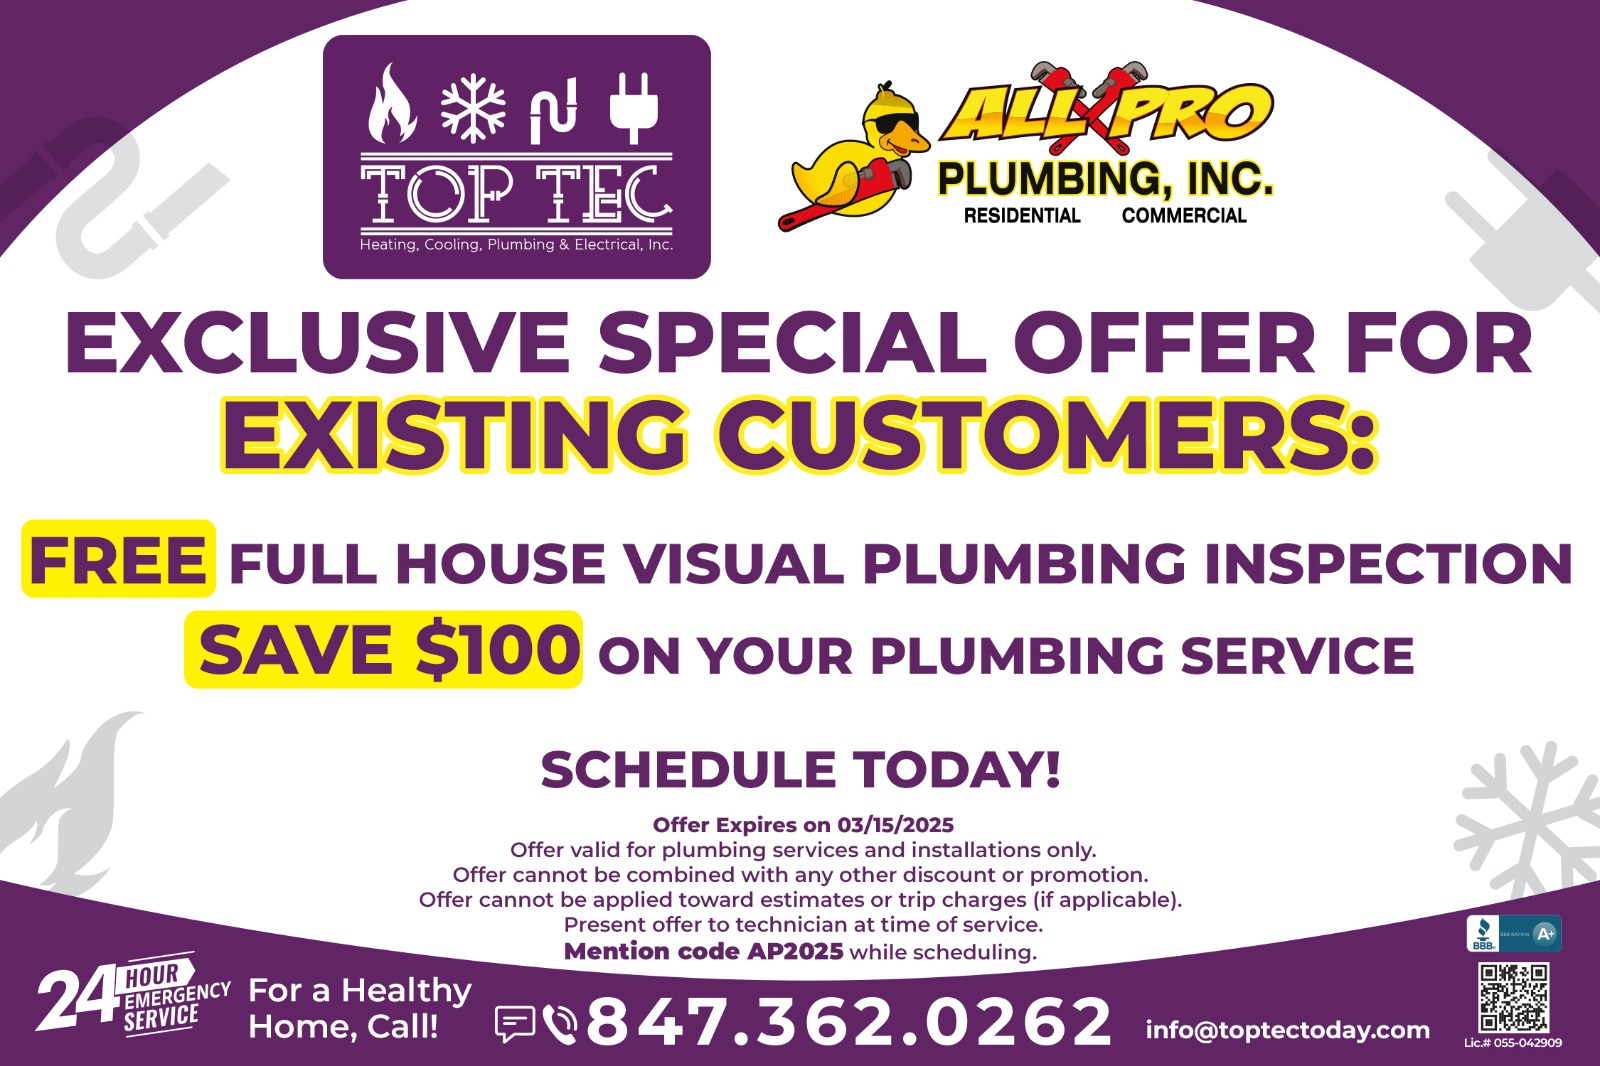 TOP TEC
Heating, Cooling, Plumbing & Electrical, Inc.
ALL PRO
PLUMBING, INC.
RESIDENTIAL COMMERCIAL
EXCLUSIVE SPECIAL OFFER FOR
EXISTING CUSTOMERS:
FREE FULL HOUSE VISUAL PLUMBING INSPECTION
SAVE $100 ON YOUR PLUMBING SERVICE
SCHEDULE TODAY!
Offer Expires on 03/15/2025
Offer valid for plumbing services and installations only.
Offer cannot be combined with any other discount or promotion.
Offer cannot be applied toward estimates or trip charges (if applicable).
Present offer to technician at time of service.
Mention code AP2025 while scheduling.
24 HOUR
EMERGENCY
SERVICE
For a Healthy
Home, Call!
847.362.0262
info@toptectoday.com
BBB.
BBB RATING A+
Lic.# 055-042909